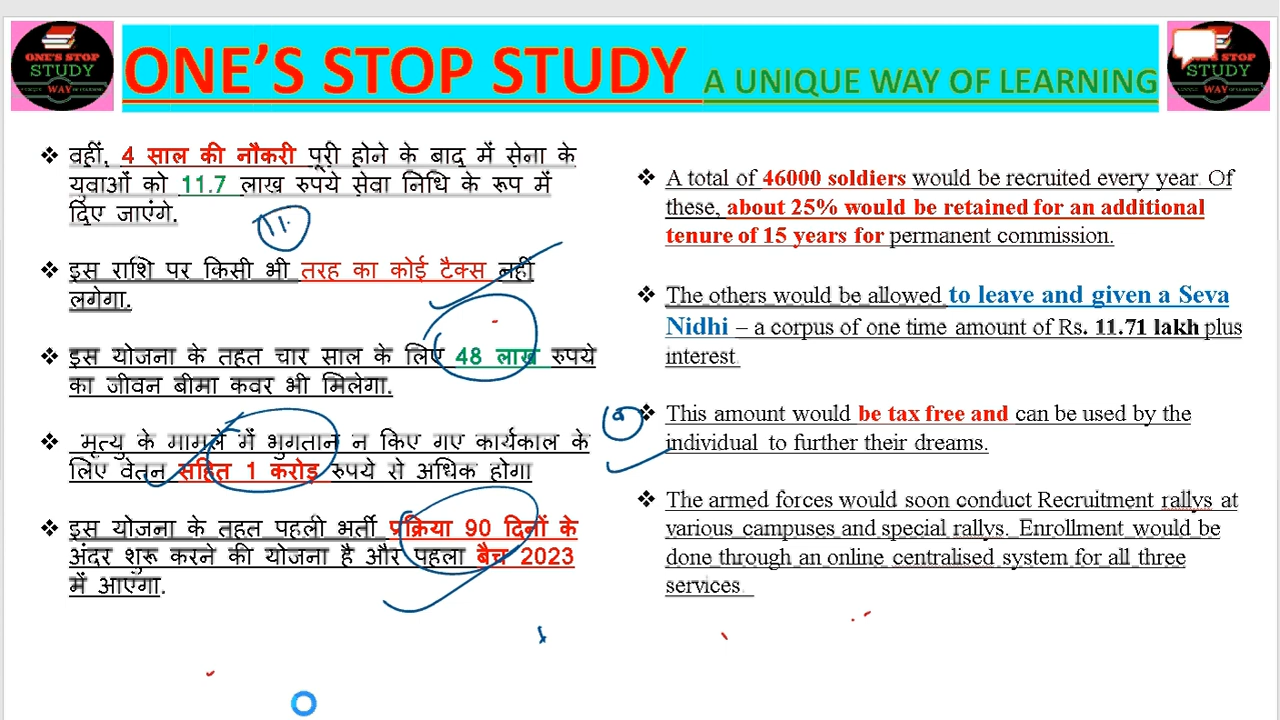 ONE'S STOP STUDY A UNIQUE WAY OF LEARNING
ONE'S STOP
STUDY
WAY OF LEARNING
STOP
STUDY
WAY OF LEARNING
❖ वहीं, 4 साल की नौकरी पूरी होने के बाद में सेना के
युवाओं को 11.7 लाख रुपये सेवा निधि के रूप में
दिए जाएंगे.
❖ इस राशि पर किसी भी तरह का कोई टैक्स नहीं
लगेगा.
❖ इस योजना के तहत चार साल के लिए 48 लाख रुपये
का जीवन बीमा कवर भी मिलेगा.
❖ मृत्यु के मामले में भुगतान न किए गए कार्यकाल के
लिए वेतन सहित 1 करोड़ रुपये से अधिक होगा
❖ इस योजना के तहत पहली भर्ती प्रक्रिया 90 दिनों के
अंदर शुरू करने की योजना है और पहला बैच 2023
में आएंगा.
❖ A total of 46000 soldiers would be recruited every year. Of
these, about 25% would be retained for an additional
tenure of 15 years for permanent commission.
❖ The others would be allowed to leave and given a Seva
Nidhi – a corpus of one time amount of Rs. 11.71 lakh plus
interest.
❖ This amount would be tax free and can be used by the
individual to further their dreams.
❖ The armed forces would soon conduct Recruitment rallys at
various campuses and special rallys. Enrollment would be
done through an online centralised system for all three
services.